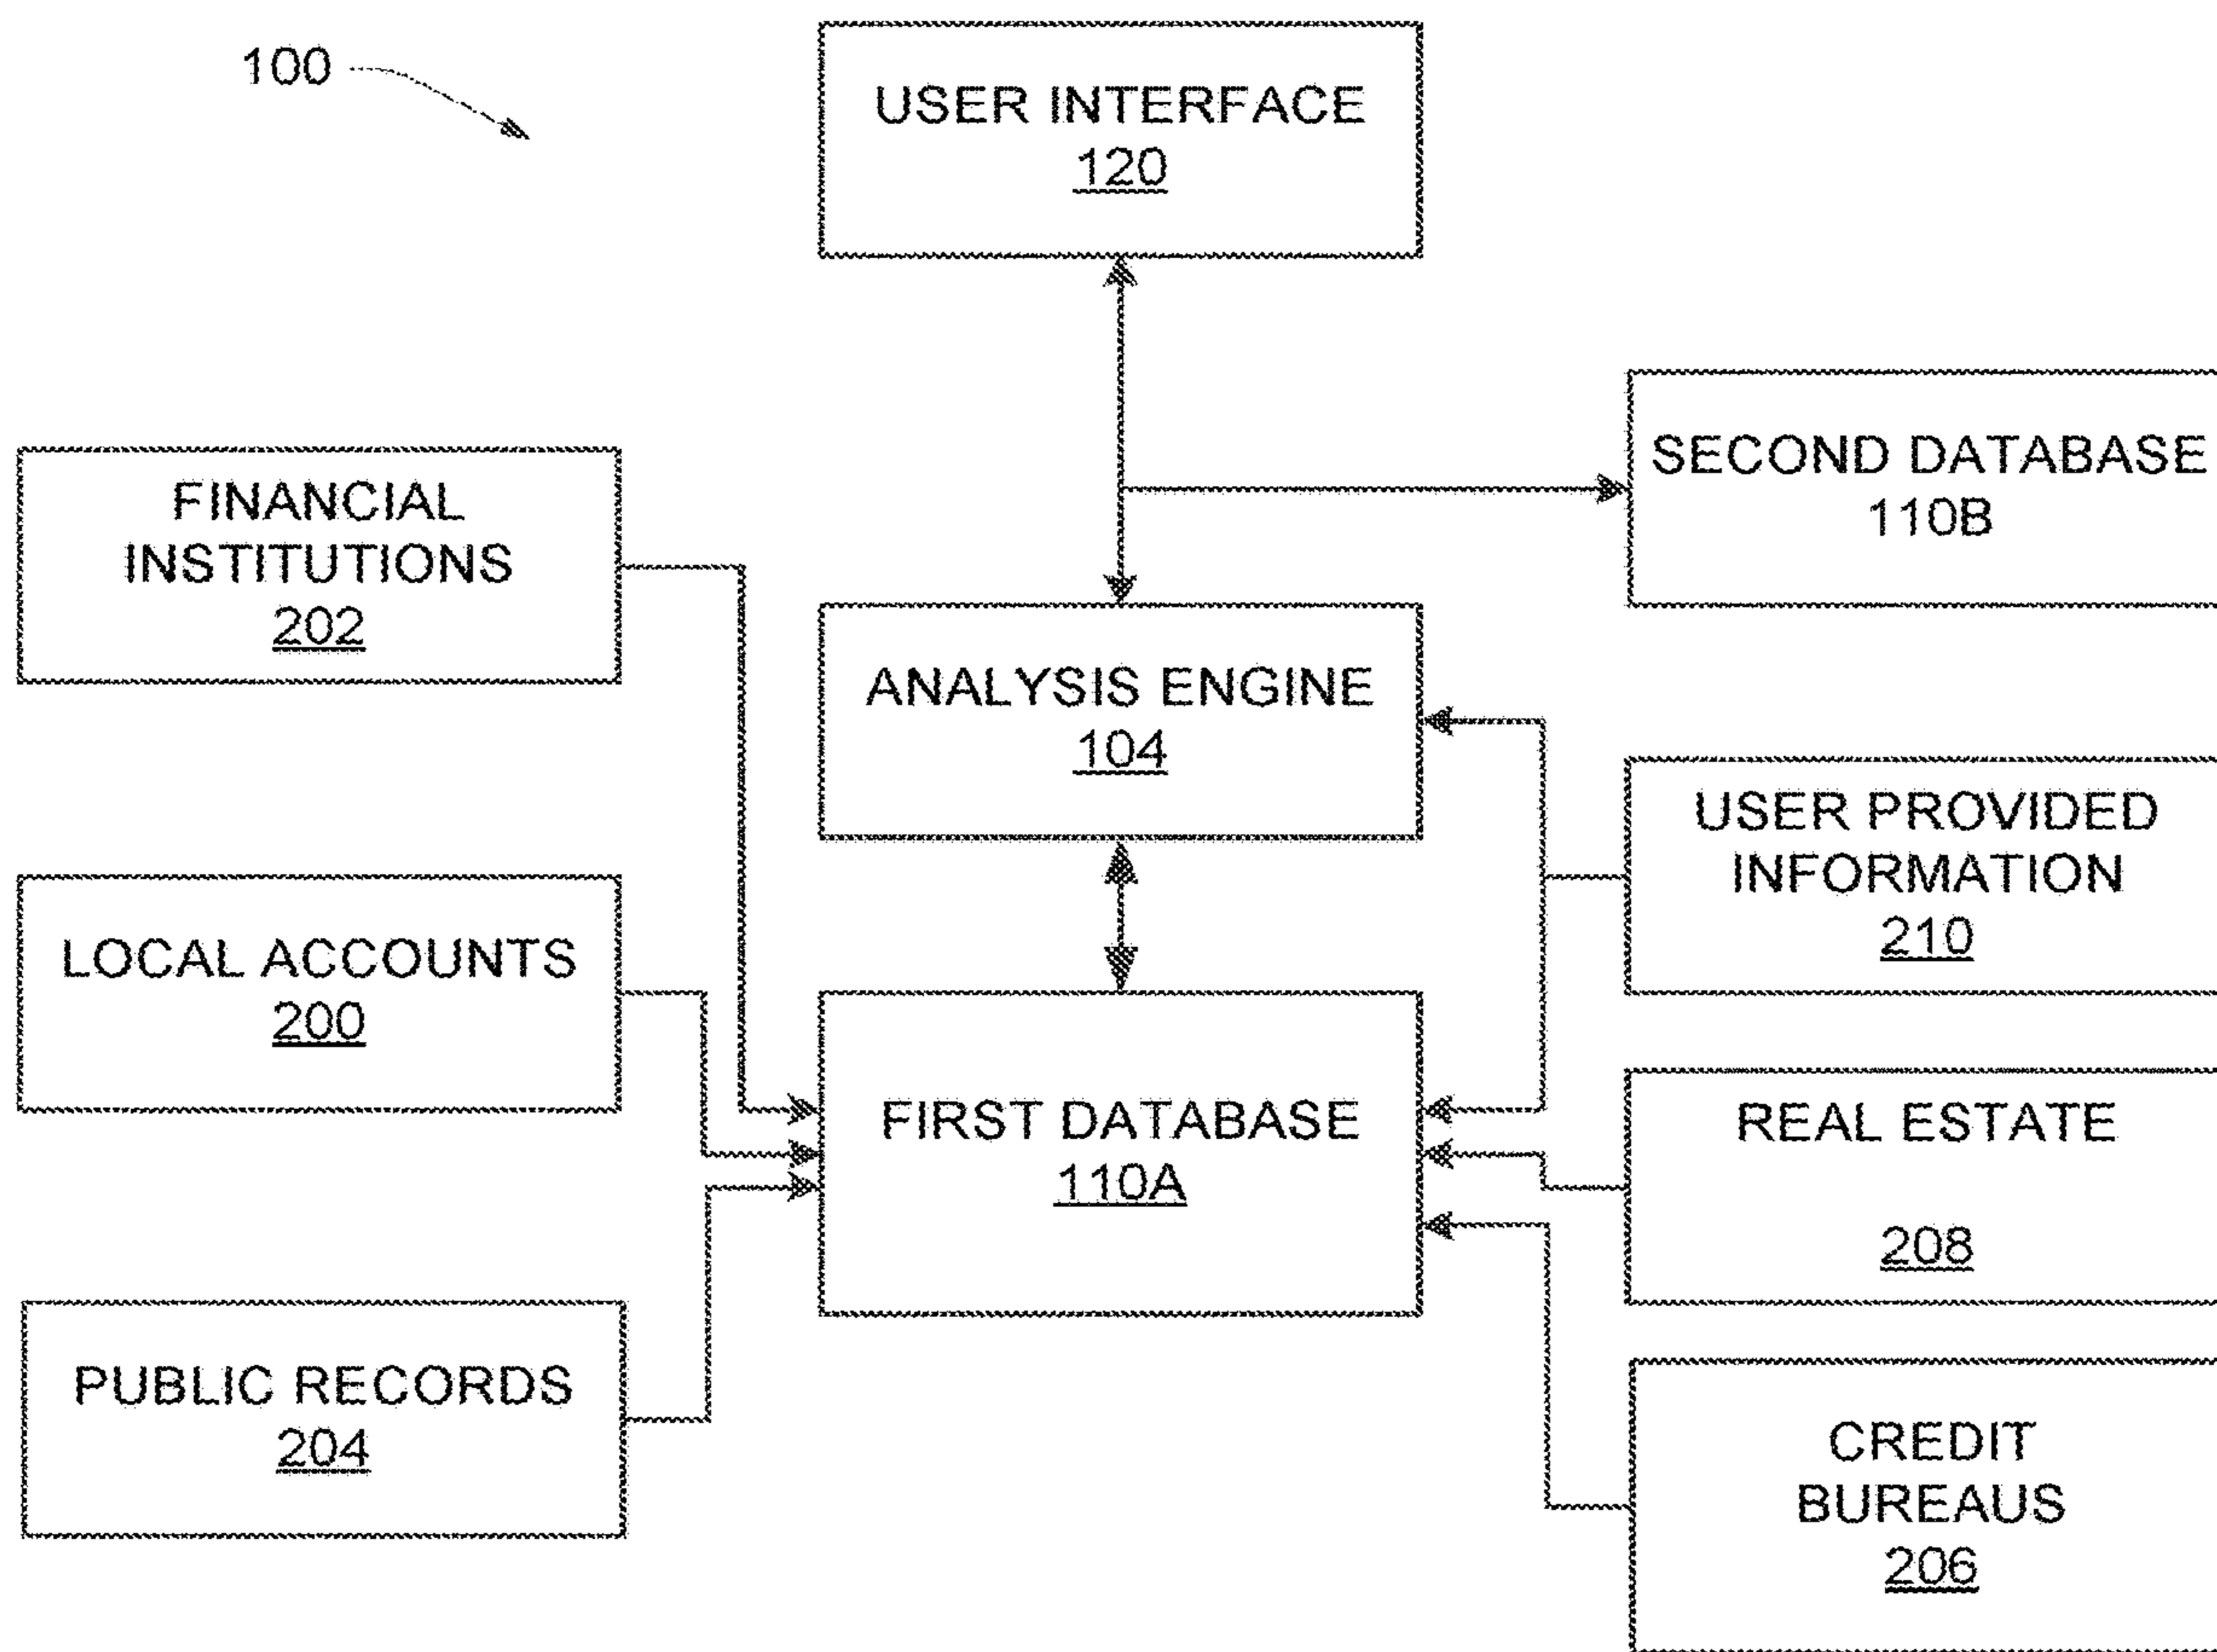 100
USER INTERFACE
120
SECOND DATABASE
110B
FINANCIAL
INSTITUTIONS
202
ANALYSIS ENGINE
104
USER PROVIDED
INFORMATION
210
LOCAL ACCOUNTS
200
FIRST DATABASE
110A
REAL ESTATE
208
PUBLIC RECORDS
204
CREDIT
BUREAUS
206